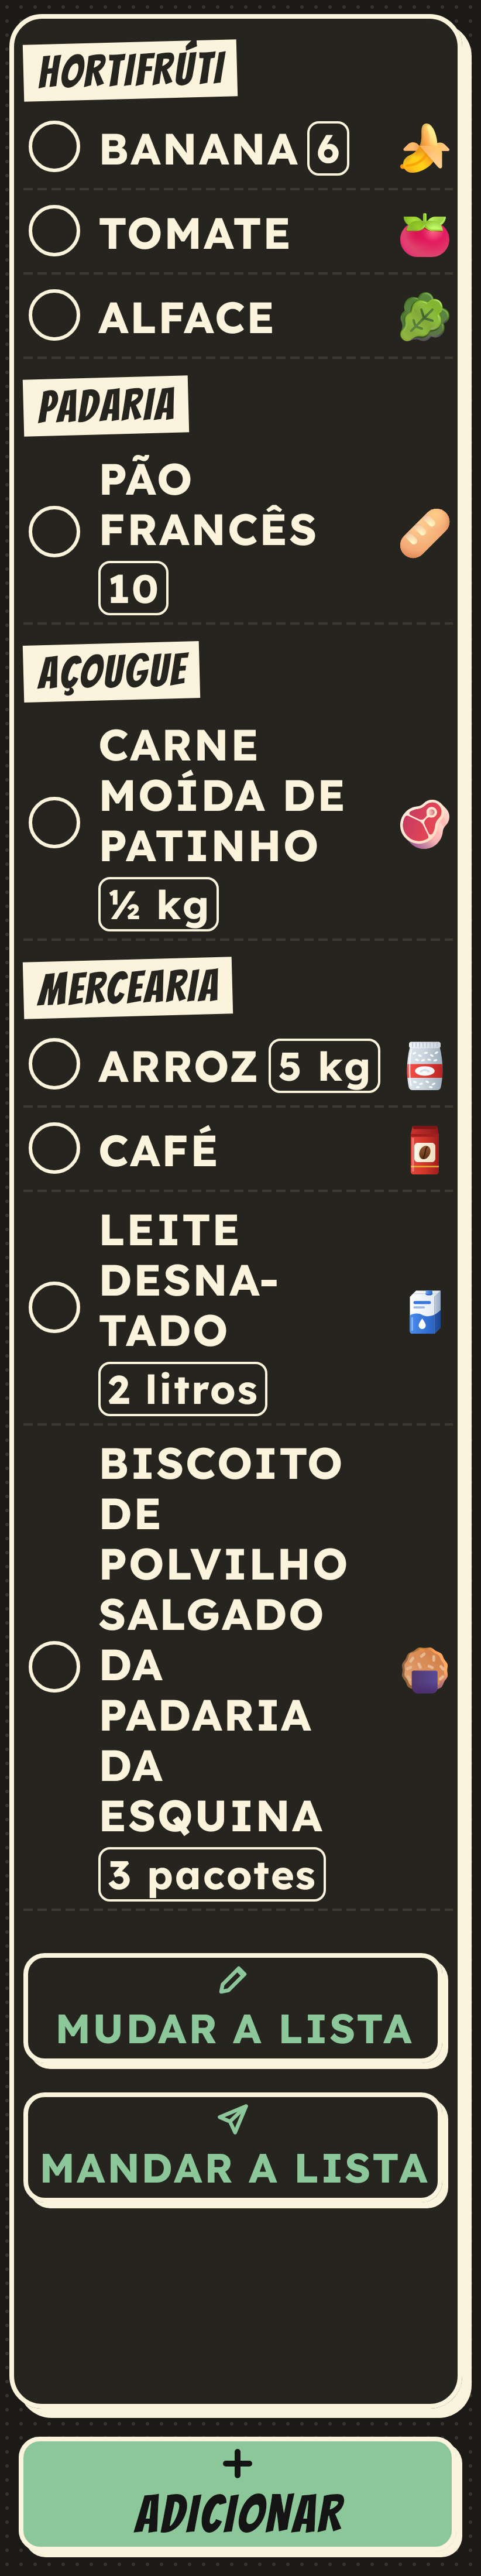 HORTIFRÚTI
BANANA 6
TOMATE
ALFACE
PADARIA
PÃO
FRANCÊS
10
AÇOUGUE
CARNE
MOÍDA DE
PATINHO
½ kg
MERCEARIA
ARROZ 5 kg
CAFÉ
LEITE
DESNA-
TADO
2 litros
BISCOITO
DE
POLVILHO
SALGADO
DA
PADARIA
DA
ESQUINA
3 pacotes
MUDAR A LISTA
MANDAR A LISTA
ADICIONAR